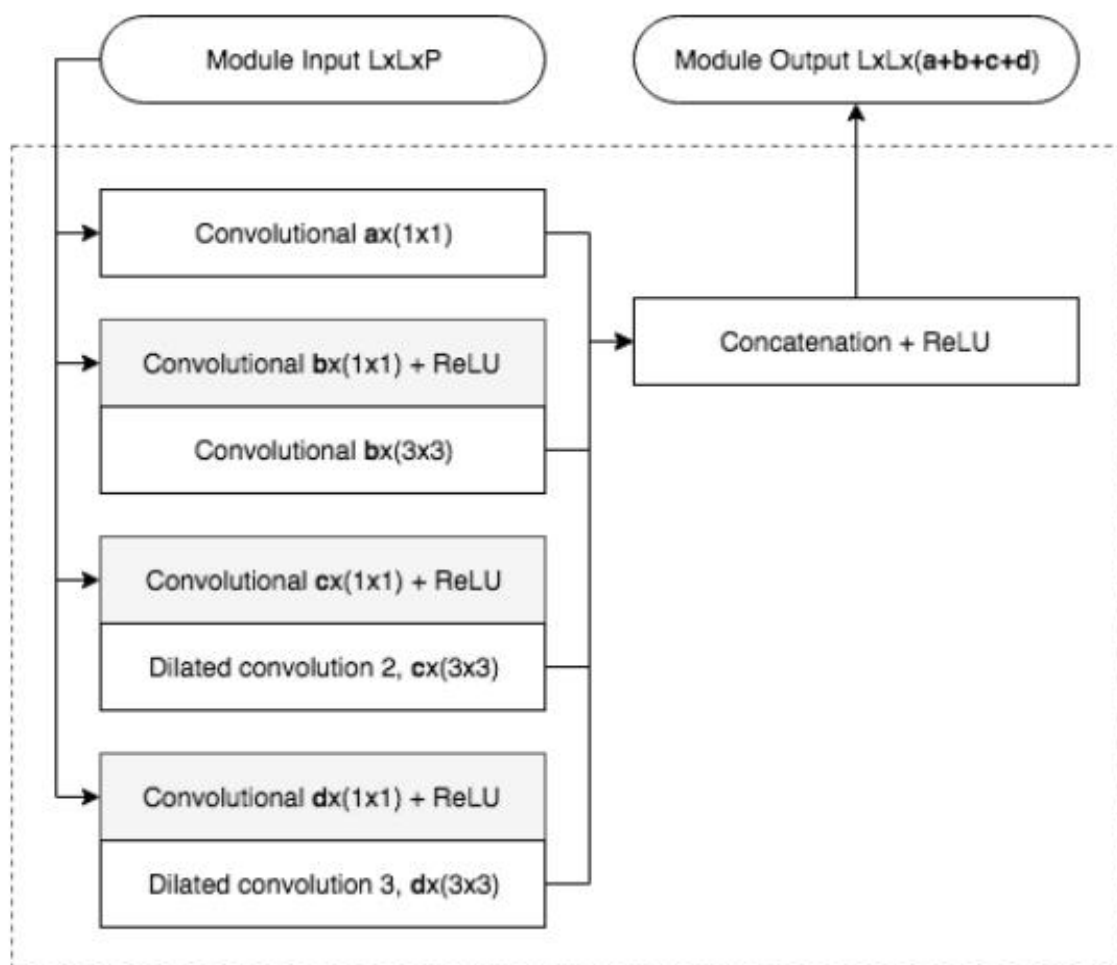 Module Input LxLxP
Module Output LxLx(a+b+c+d)
Convolutional ax(1x1)
Convolutional bx(1x1) + ReLU
Convolutional bx(3x3)
Concatenation + ReLU
Convolutional cx(1x1) + ReLU
Dilated convolution 2, cx(3x3)
Convolutional dx(1x1) + ReLU
Dilated convolution 3, dx(3x3)